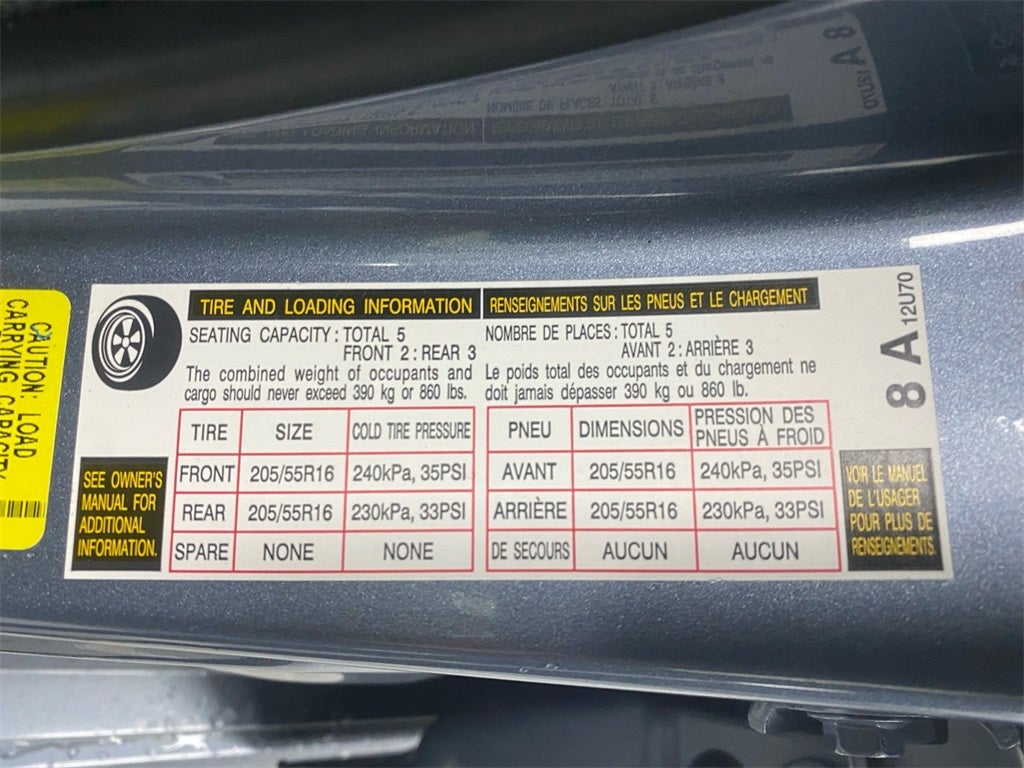 TIRE AND LOADING INFORMATION
SEATING CAPACITY: TOTAL 5
FRONT 2: REAR 3
The combined weight of occupants and
cargo should never exceed 390 kg or 860 lbs.
TIRE SIZE COLD TIRE PRESSURE
FRONT 205/55R16 240kPa, 35PSI
REAR 205/55R16 230kPa, 33PSI
SPARE NONE NONE
SEE OWNER'S
MANUAL FOR
ADDITIONAL
INFORMATION.
RENSEIGNEMENTS SUR LES PNEUS ET LE CHARGEMENT
NOMBRE DE PLACES: TOTAL 5
AVANT 2: ARRIÈRE 3
Le poids total des occupants et du chargement ne
doit jamais dépasser 390 kg ou 860 lb.
PNEU DIMENSIONS PRESSION DES
PNEUS À FROID
AVANT 205/55R16 240kPa, 35PSI
ARRIÈRE 205/55R16 230kPa, 33PSI
DE SECOURS AUCUN AUCUN
VOIR LE MANUEL
DE L'USAGER
POUR PLUS DE
RENSEIGNEMENTS.
8 A 12U70
CAUTION: LOAD
CARRYING CAPACITY